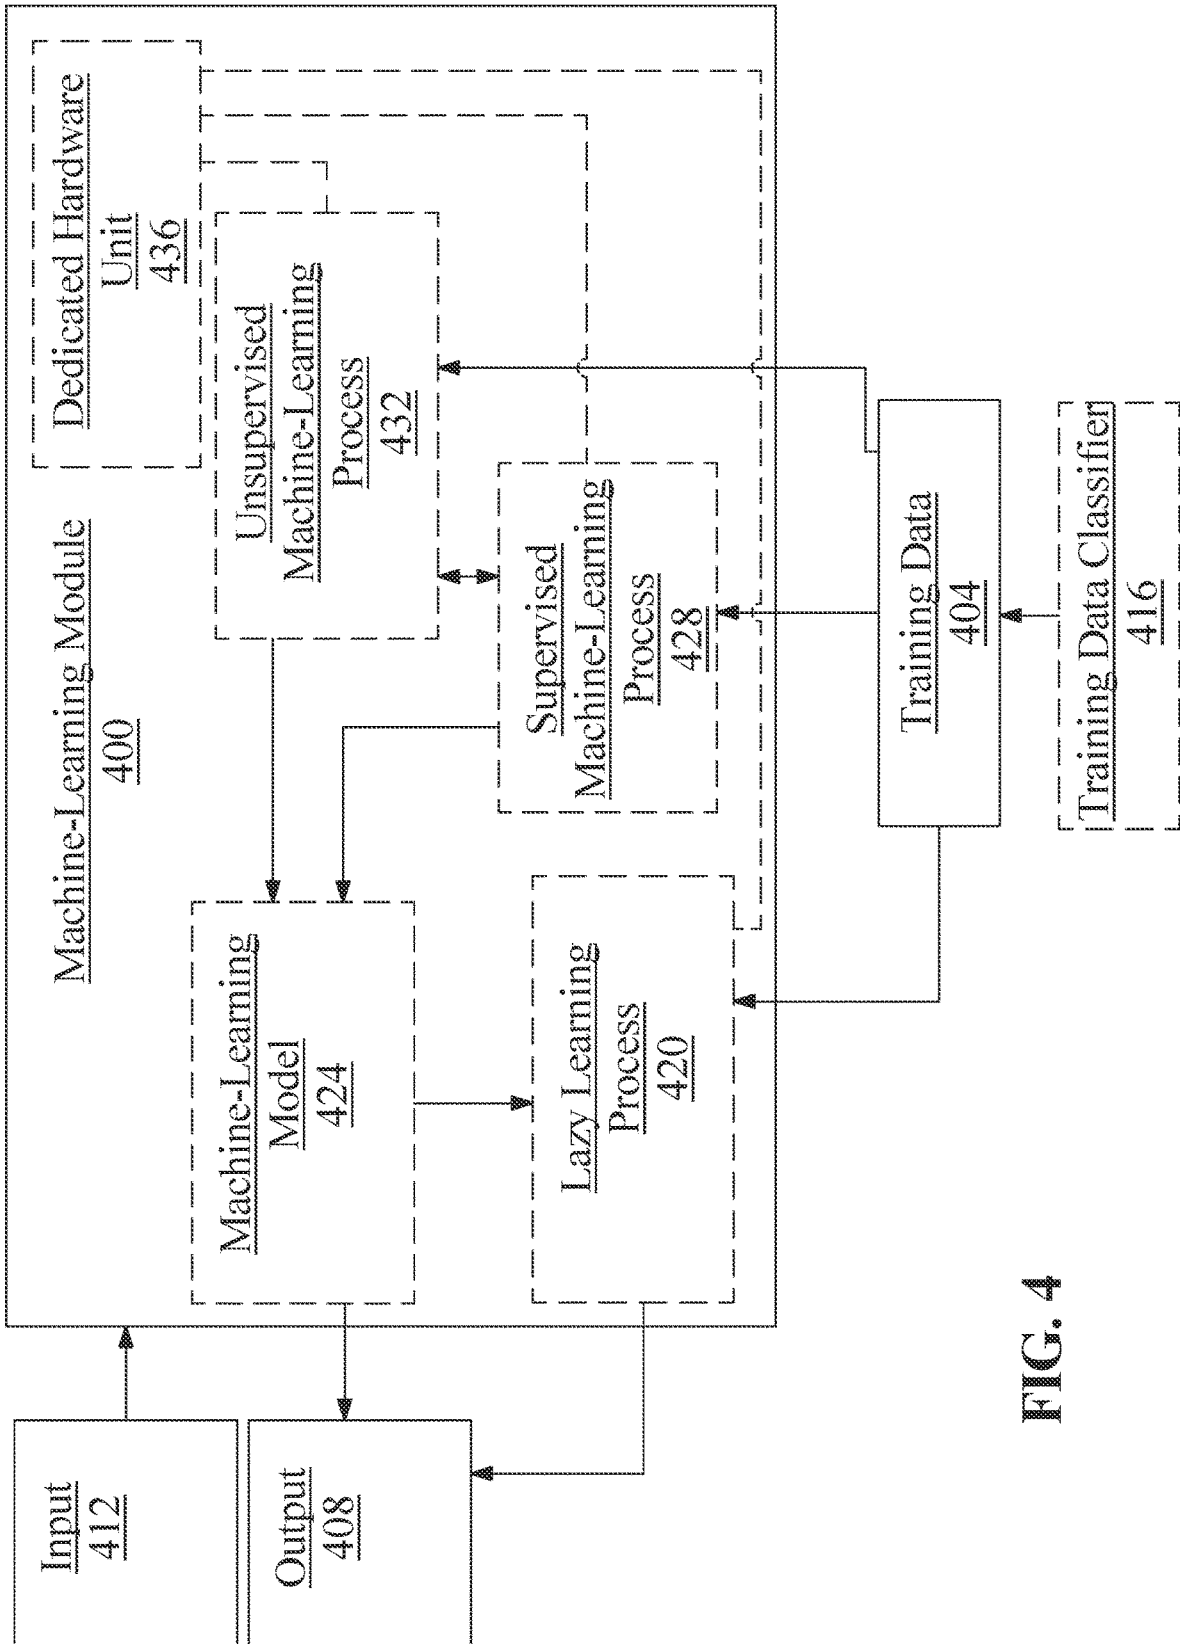 Input
412
Output
408
Machine-Learning Module
400
Dedicated Hardware
Unit
436
Machine-Learning
Model
424
Unsupervised
Machine-Learning
Process
432
Lazy Learning
Process
420
Supervised
Machine-Learning
Process
428
Training Data
404
Training Data Classifier
416
FIG. 4